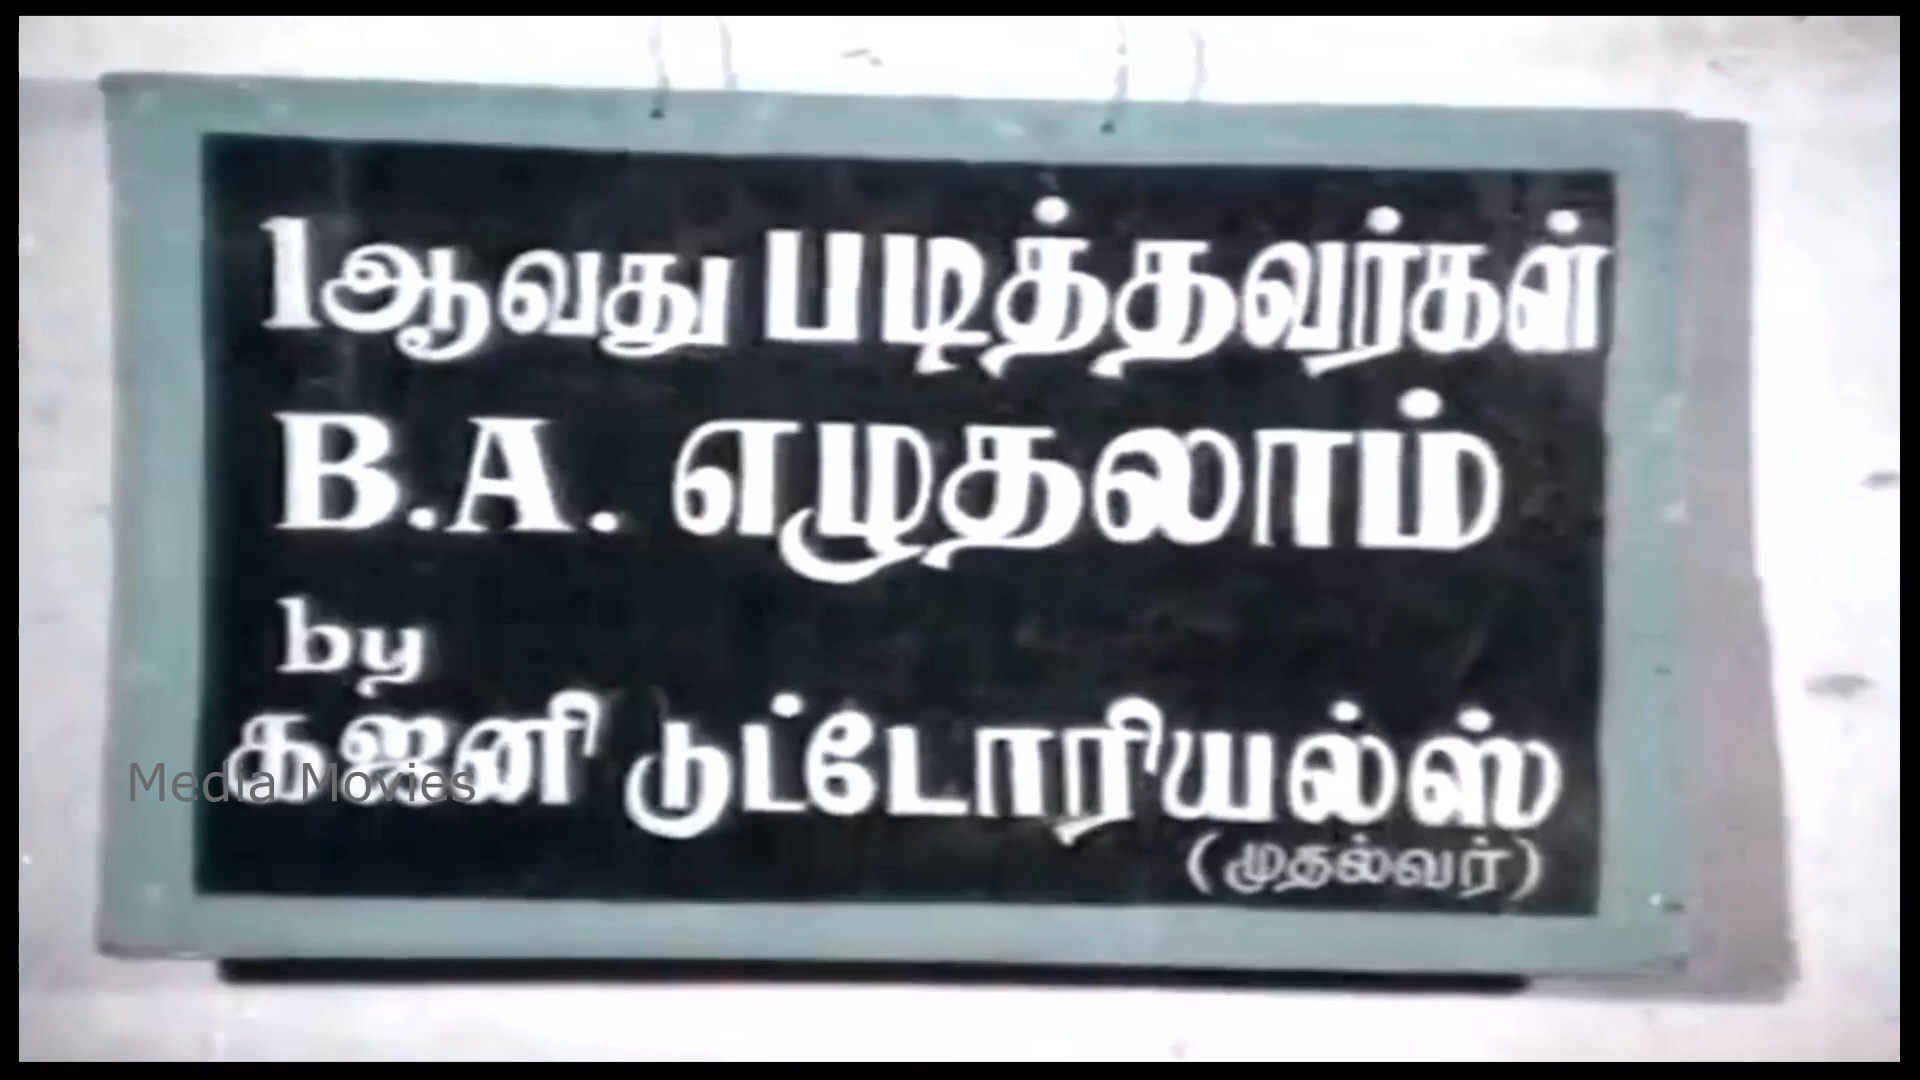 1ஆவது படித்தவர்கள்
B.A. எழுதலாம்
by
கஜனி டுட்டோரியல்ஸ்
(முதல்வர்)
Media Movies